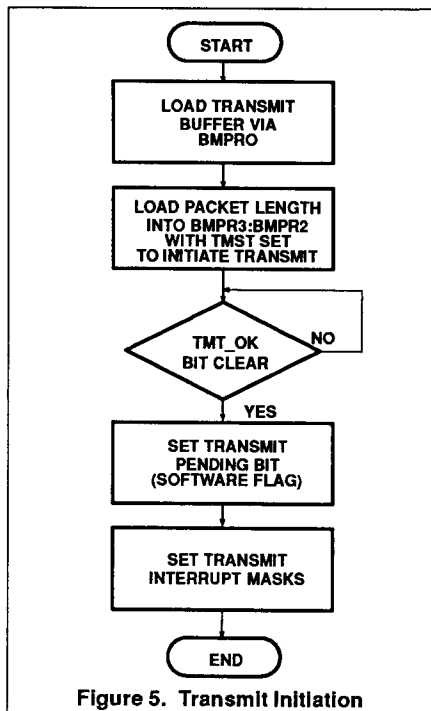 START
LOAD TRANSMIT
BUFFER VIA
BMPRO
LOAD PACKET LENGTH
INTO BMPR3:BMPR2
WITH TMST SET
TO INITIATE TRANSMIT
TMT_OK
BIT CLEAR
NO
YES
SET TRANSMIT
PENDING BIT
(SOFTWARE FLAG)
SET TRANSMIT
INTERRUPT MASKS
END
Figure 5. Transmit Initiation